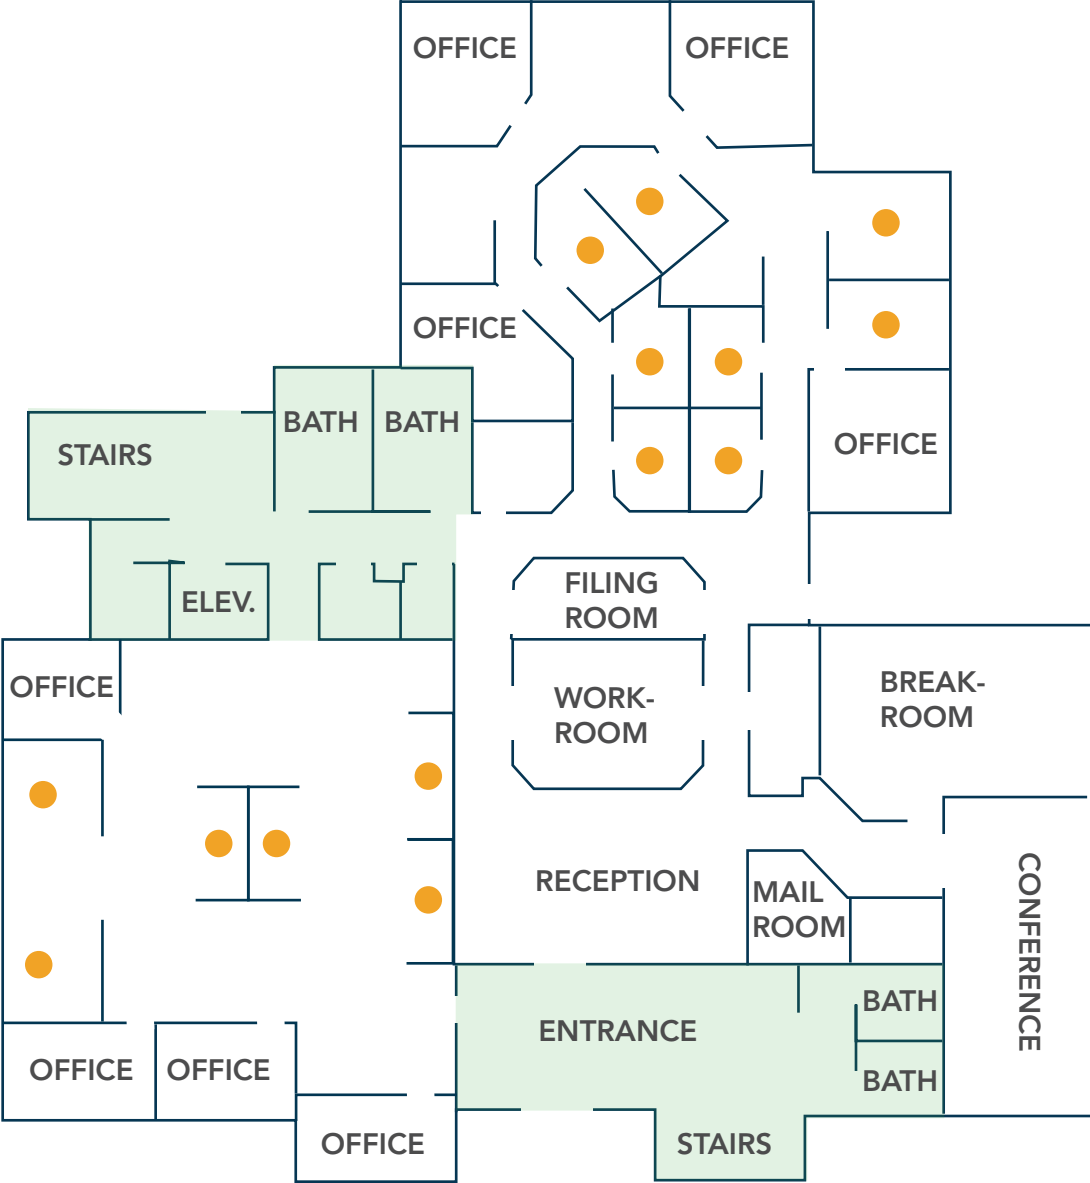 OFFICE
OFFICE
OFFICE
BATH
BATH
STAIRS
OFFICE
ELEV.
FILING
ROOM
OFFICE
WORK-
ROOM
BREAK-
ROOM
RECEPTION
MAIL
ROOM
CONFERENCE
ENTRANCE
BATH
BATH
OFFICE
OFFICE
OFFICE
STAIRS